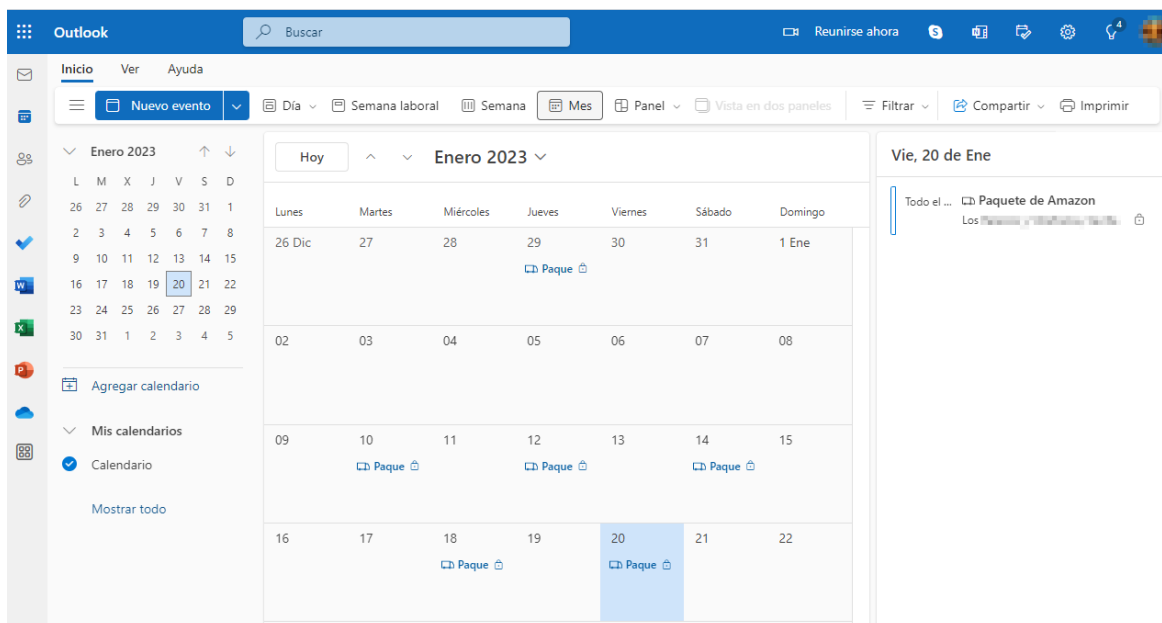 Outlook
Buscar
Reunirse ahora
4
Inicio Ver Ayuda
Nuevo evento
Día Semana laboral Semana Mes Panel Vista en dos paneles Filtrar Compartir Imprimir
Enero 2023
L M X J V S D
26 27 28 29 30 31 1
2 3 4 5 6 7 8
9 10 11 12 13 14 15
16 17 18 19 20 21 22
23 24 25 26 27 28 29
30 31 1 2 3 4 5
Agregar calendario
Mis calendarios
Calendario
Mostrar todo
Hoy Enero 2023
Lunes Martes Miércoles Jueves Viernes Sábado Domingo
26 Dic 27 28 29 30 31 1 Ene
Paque
02 03 04 05 06 07 08
09 10 11 12 13 14 15
Paque Paque Paque
16 17 18 19 20 21 22
Paque Paque
Vie, 20 de Ene
Todo el ... Paquete de Amazon
Los